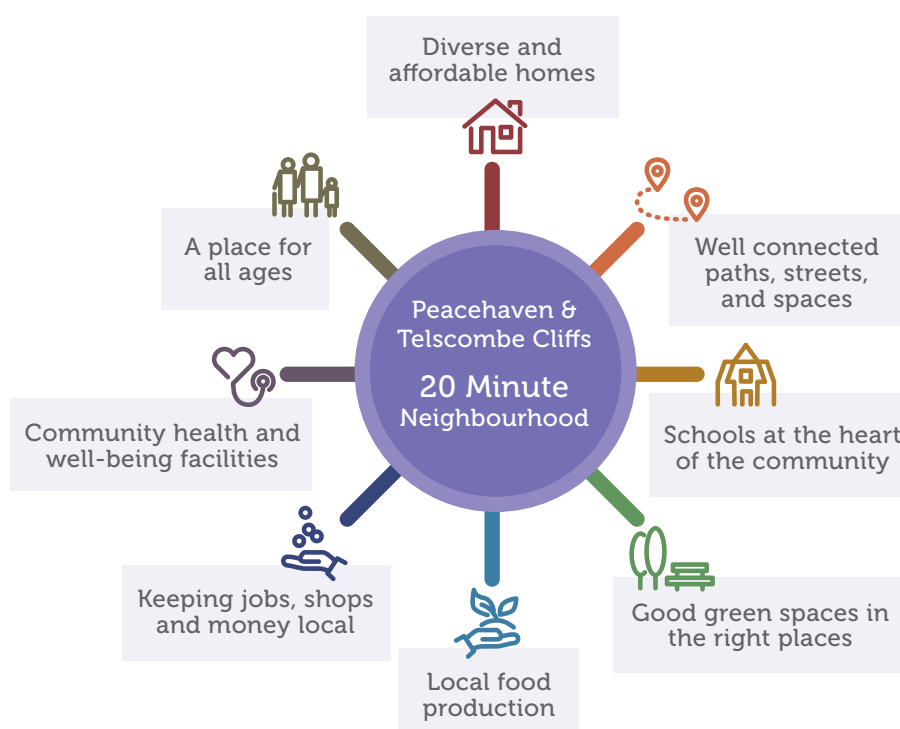 Diverse and
affordable homes
A place for
all ages
Well connected
paths, streets,
and spaces
Peacehaven &
Telscombe Cliffs
20 Minute
Neighbourhood
Community health and
well-being facilities
Schools at the heart
of the community
Keeping jobs, shops
and money local
Good green spaces in
the right places
Local food
production